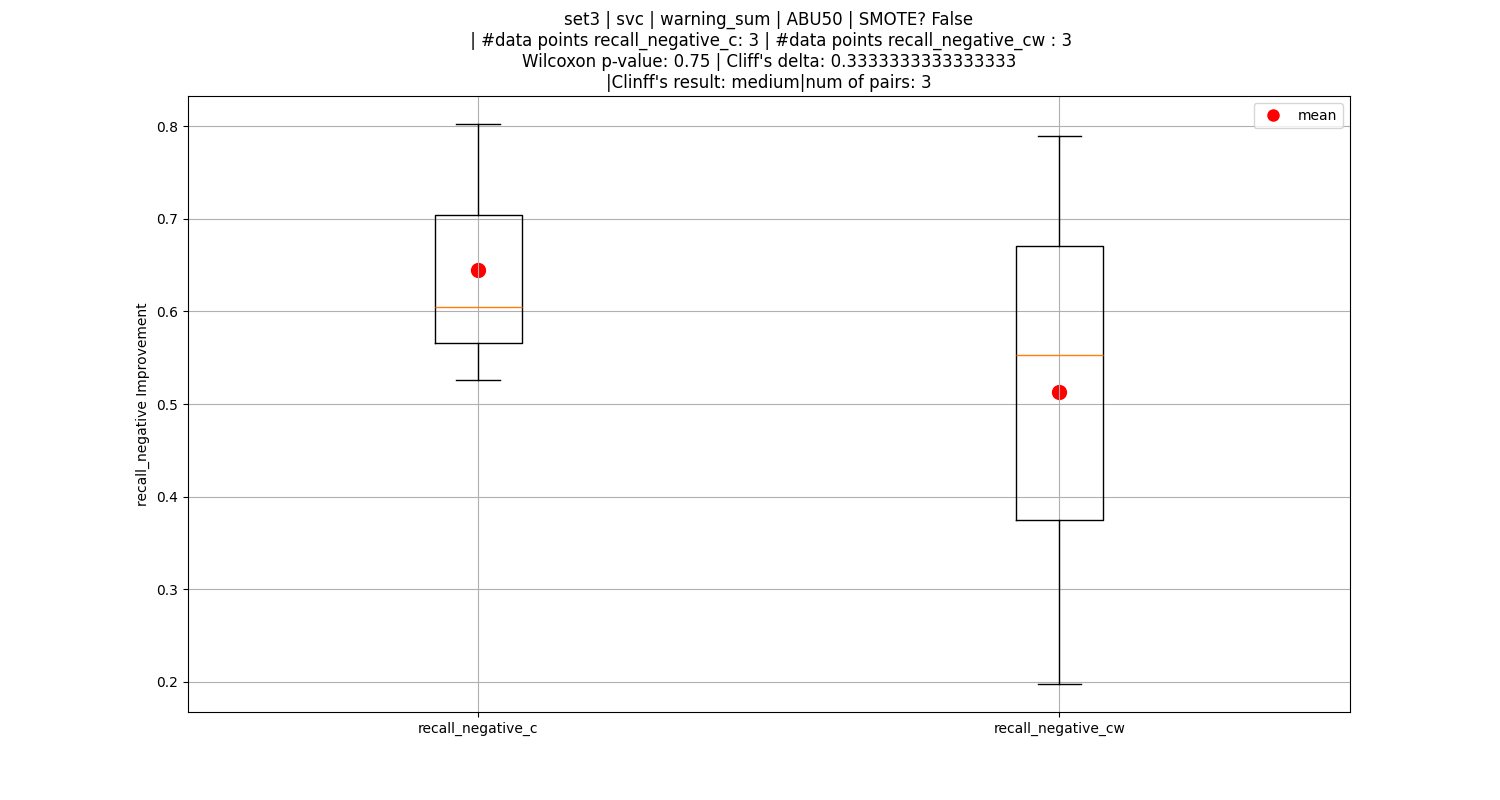 set3 | svc | warning_sum | ABU50 | SMOTE? False
| #data points recall_negative_c: 3 | #data points recall_negative_cw : 3
Wilcoxon p-value: 0.75 | Cliff's delta: 0.3333333333333333
|Clinff's result: medium|num of pairs: 3
mean
0.8
0.7
0.6
0.5
0.4
0.3
0.2
recall_negative Improvement
recall_negative_c
recall_negative_cw